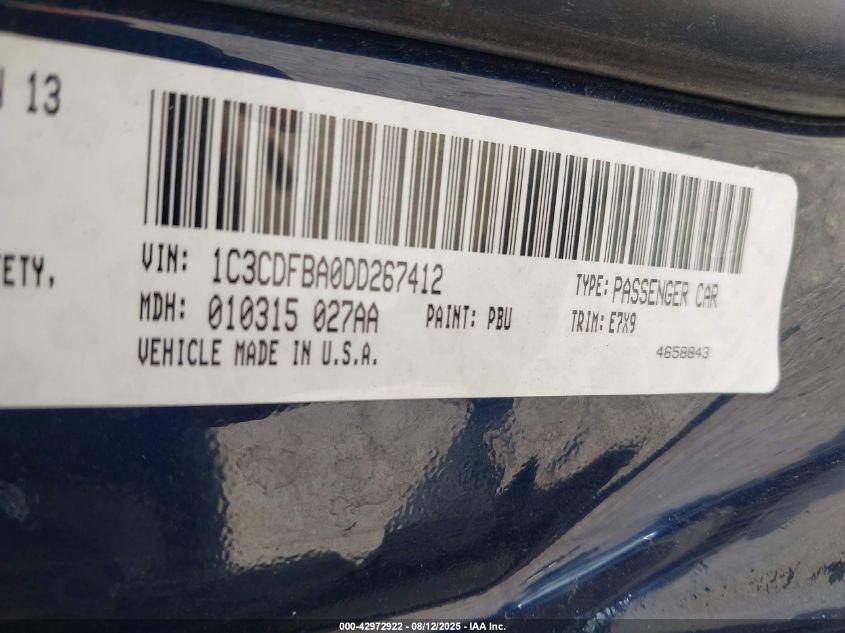 13
ETY,
VIN: 1C3CDFBA0DD267412
TYPE: PASSENGER CAR
MDH: 010315 027AA
PAINT: PBU
TRIM: E7X9
VEHICLE MADE IN U.S.A.
4658843
000-42972922 - 08/12/2025 - IAA Inc.